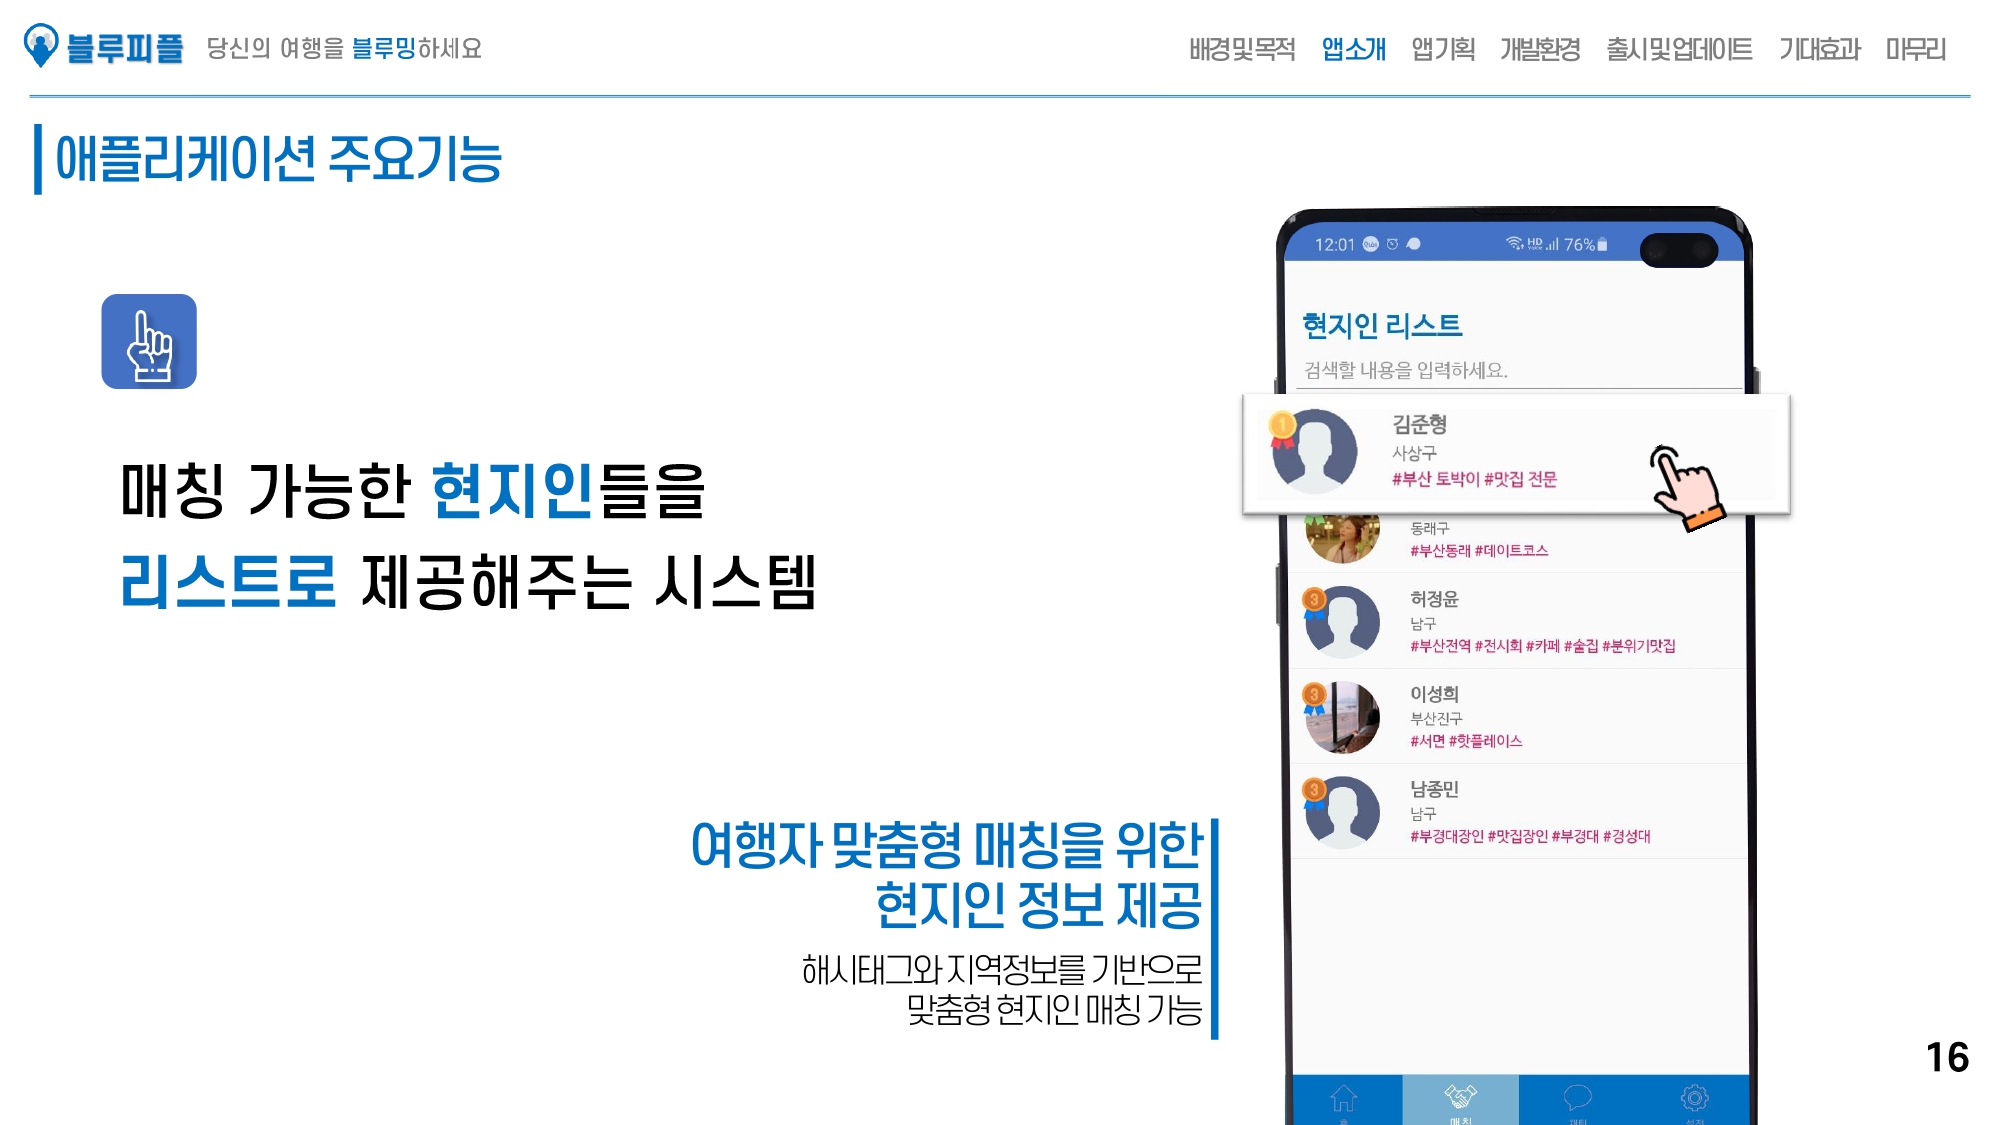 블루피플 당신의 여행을 블루밍하세요
배경및목적 앱소개 앱기획 개발환경 출시및업데이트 기대효과 마무리
애플리케이션 주요기능
매칭 가능한 현지인들을
리스트로 제공해주는 시스템
여행자 맞춤형 매칭을 위한
현지인 정보 제공
해시태그와 지역정보를 기반으로
맞춤형 현지인 매칭 가능
12:01 76%
현지인 리스트
검색할 내용을 입력하세요.
1
김준형
사상구
#부산 토박이 #맛집 전문
동래구
#부산동래 #데이트코스
3
허정윤
남구
#부산전역 #전시회 #카페 #술집 #분위기맛집
3
이성희
부산진구
#서면 #핫플레이스
3
남종민
남구
#부경대장인 #맛집장인 #부경대 #경성대
매칭
16